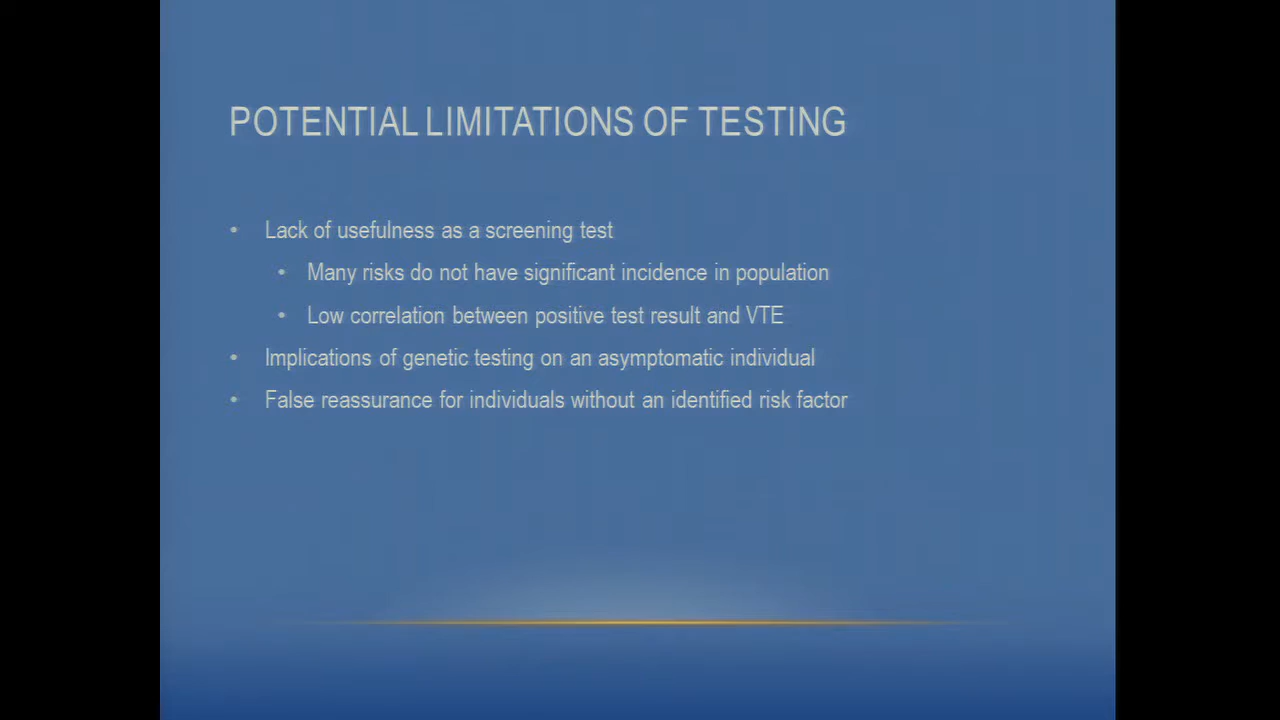 POTENTIAL LIMITATIONS OF TESTING
• Lack of usefulness as a screening test
• Many risks do not have significant incidence in population
• Low correlation between positive test result and VTE
• Implications of genetic testing on an asymptomatic individual
• False reassurance for individuals without an identified risk factor